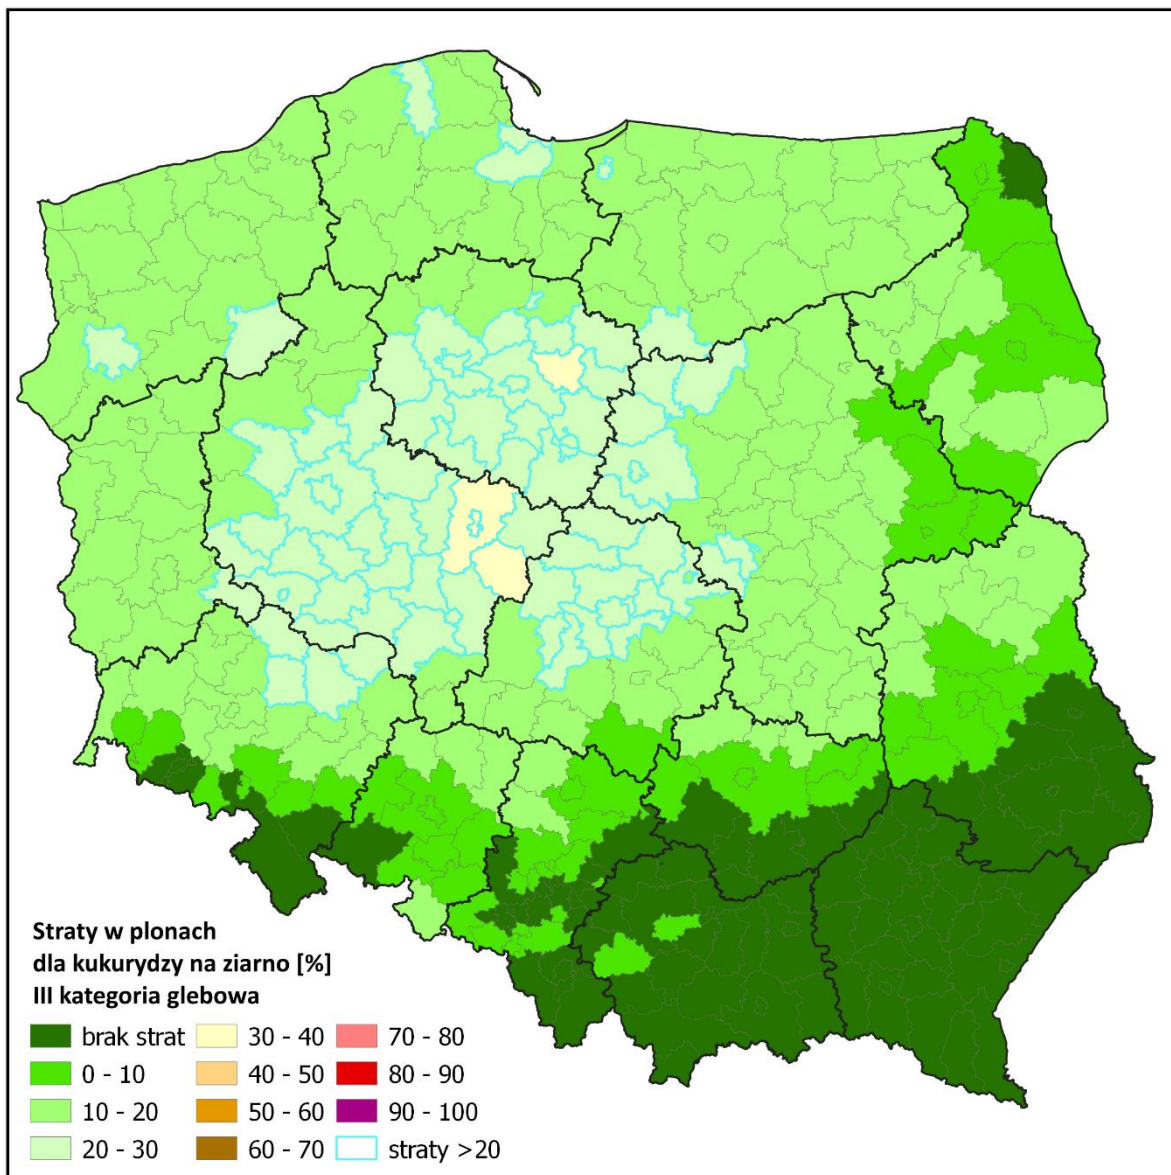 Straty w plonach
dla kukurydzy na ziarno [%]
III kategoria glebowa
brak strat 30 - 40 70 - 80
0 - 10 40 - 50 80 - 90
10 - 20 50 - 60 90 - 100
20 - 30 60 - 70 straty >20